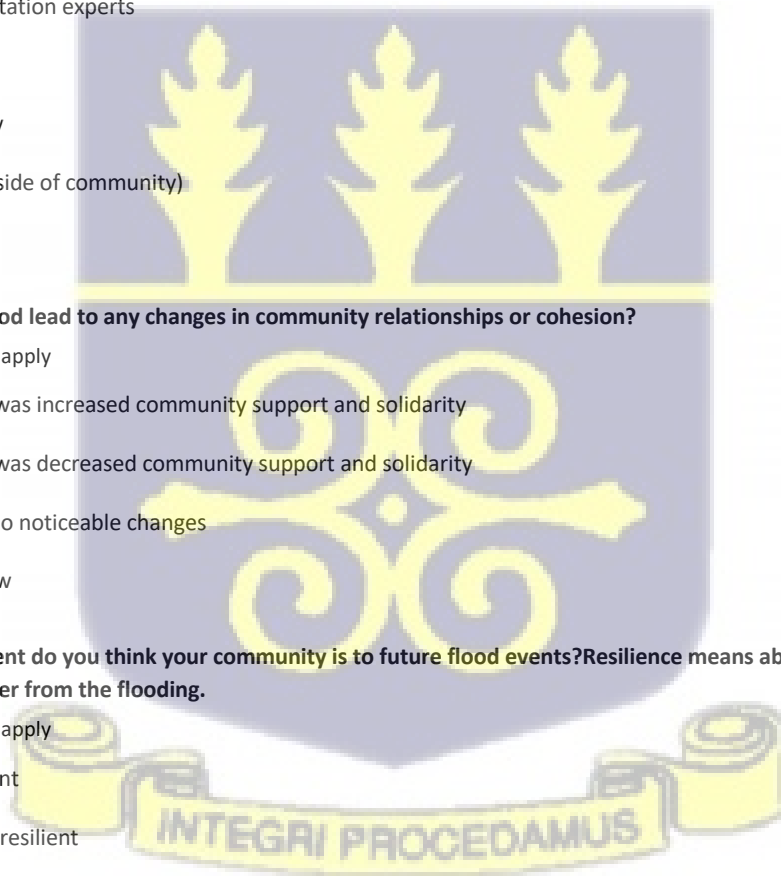 tation experts
side of community)
od lead to any changes in community relationships or cohesion?
apply
was increased community support and solidarity
was decreased community support and solidarity
o noticeable changes
w
ent do you think your community is to future flood events?Resilience means ab
er from the flooding.
apply
nt
resilient
INTEGRI PROCEDAMUS